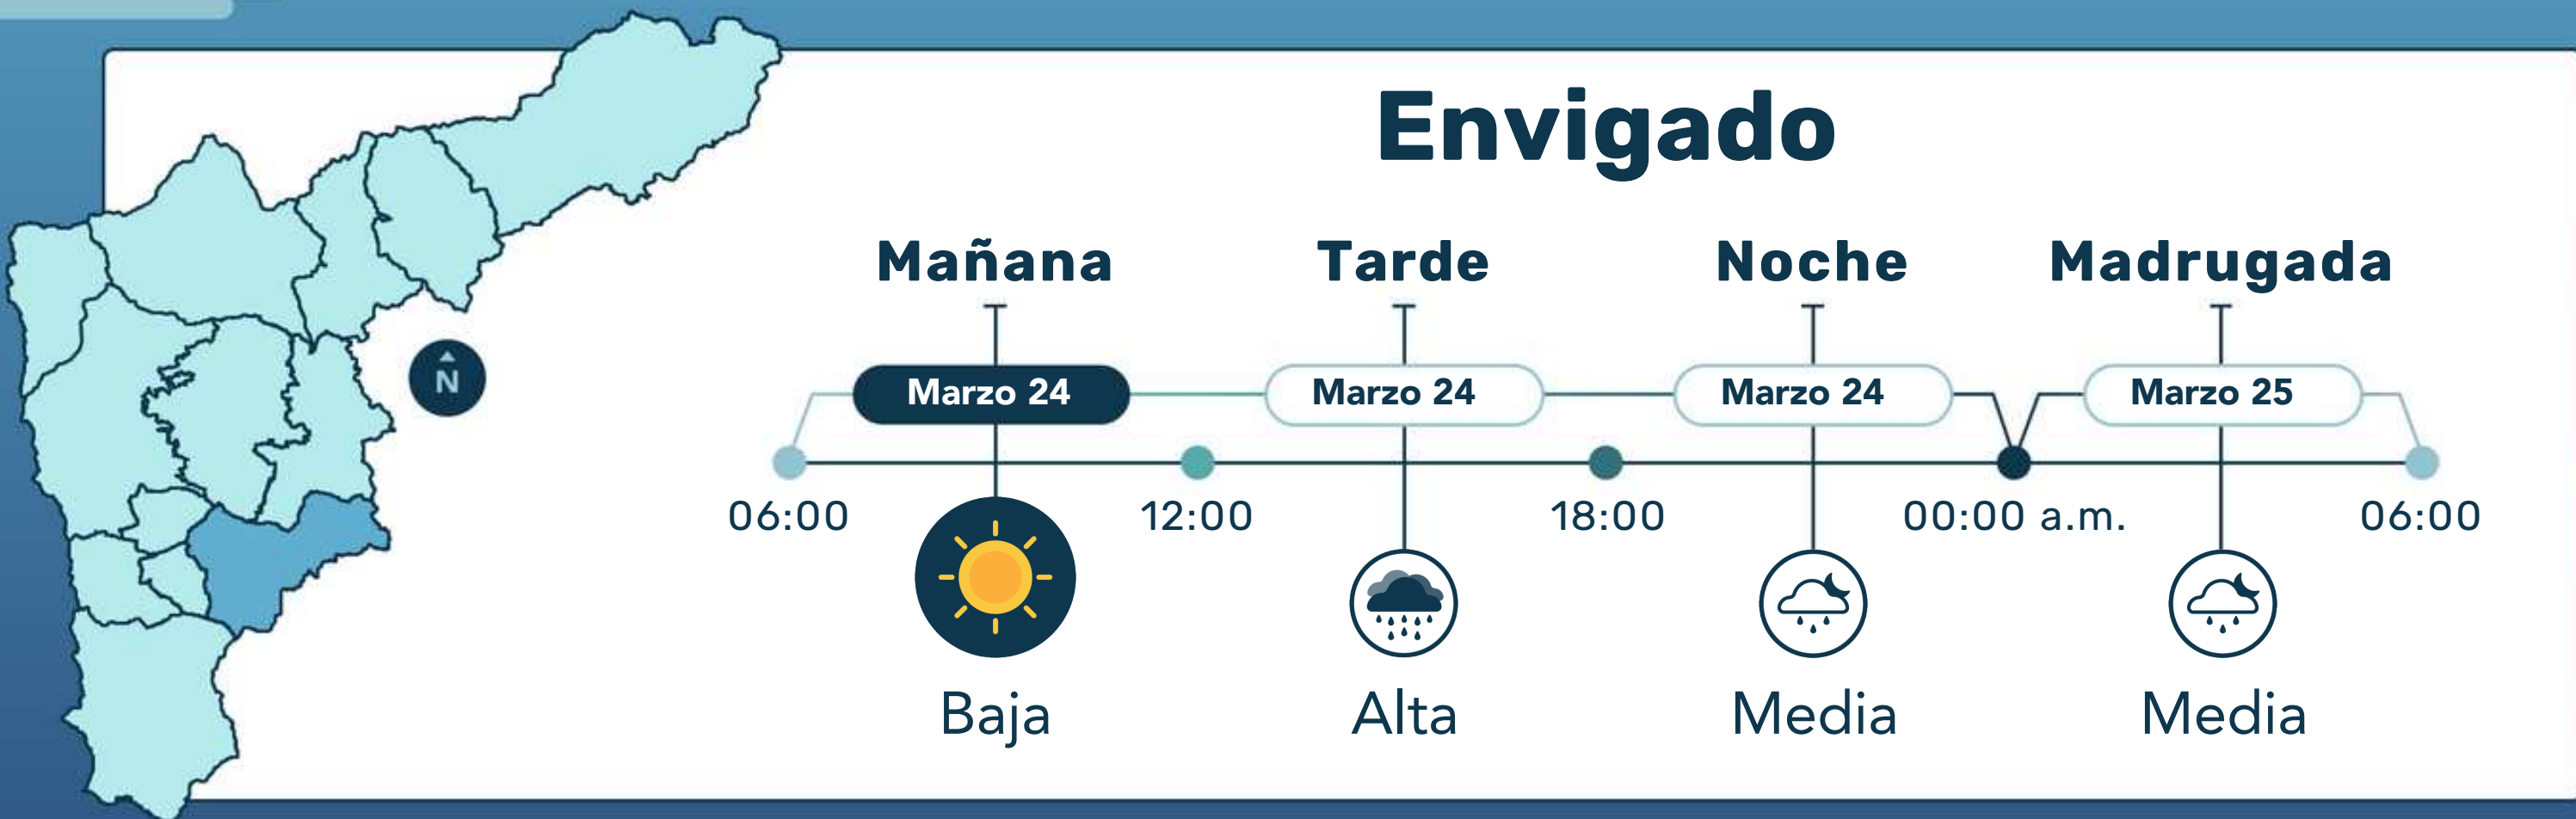 Envigado
Mañana Tarde Noche Madrugada
N
Marzo 24 Marzo 24 Marzo 24 Marzo 25
06:00 12:00 18:00 00:00 a.m. 06:00
Baja Alta Media Media